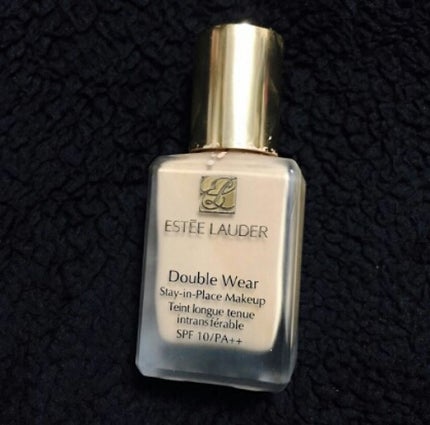 ESTĒE LAUDER
Double Wear
Stay-in-Place Makeup
Teint longue tenue
intransférable
SPF 10/PA++